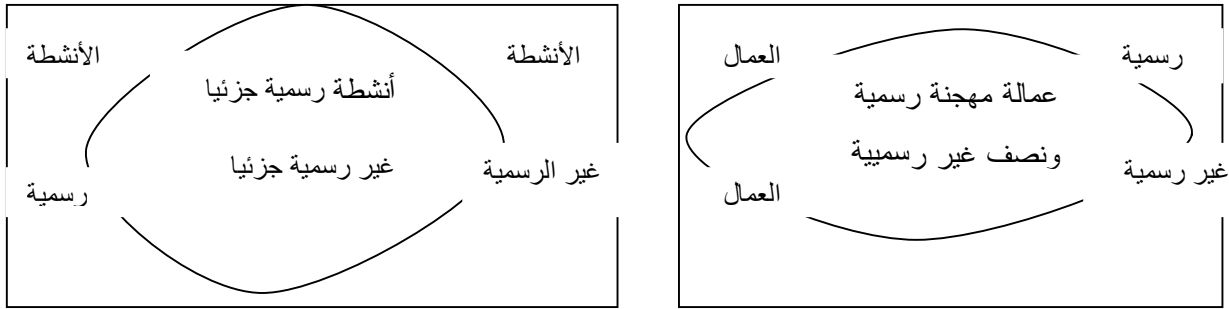 العمال رسمية
عمالة مهجنة رسمية
ونصف غير رسميية
العمال غير رسمية
الأنشطة الأنشطة
أنشطة رسمية جزئيا
غير رسمية جزئيا
غير الرسمية
رسمية